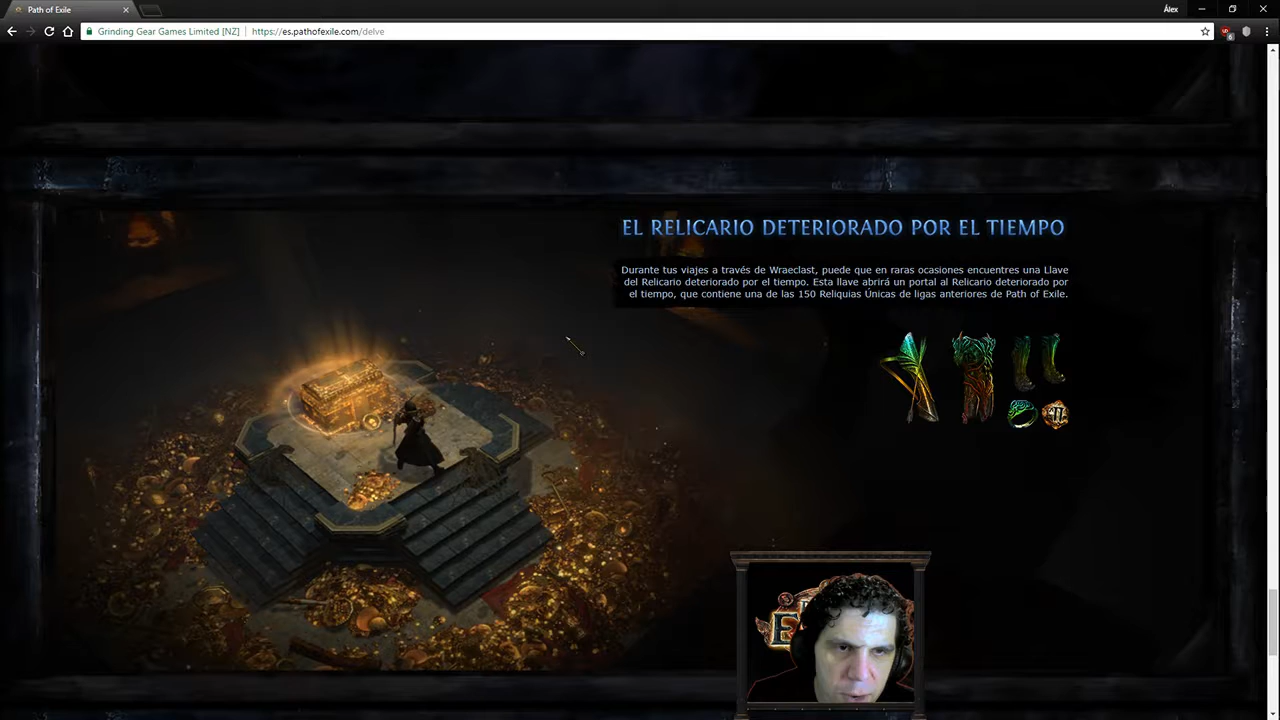 Path of Exile
Álex
Grinding Gear Games Limited [NZ]
https://es.pathofexile.com/delve
EL RELICARIO DETERIORADO POR EL TIEMPO
Durante tus viajes a través de Wraeclast, puede que en raras ocasiones encuentres una Llave
del Relicario deteriorado por el tiempo. Esta llave abrirá un portal al Relicario deteriorado por
el tiempo, que contiene una de las 150 Reliquias Únicas de ligas anteriores de Path of Exile.